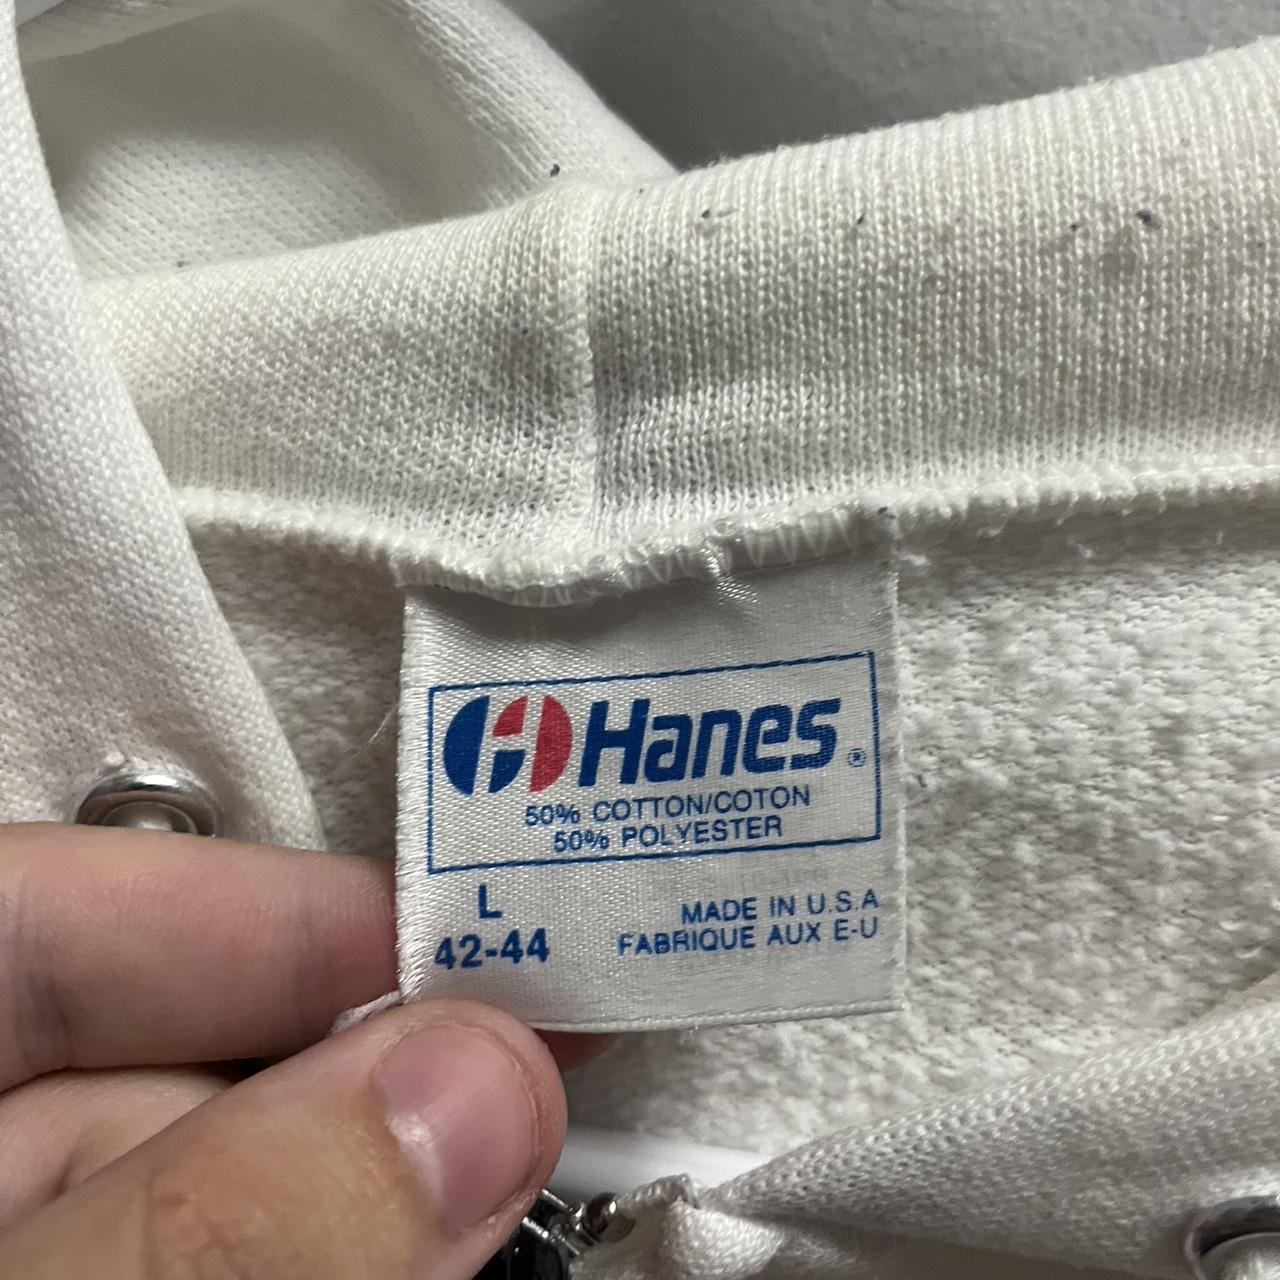 Hanes®
50% COTTON/COTON
50% POLYESTER
L
42-44
MADE IN U.S.A
FABRIQUE AUX E-U